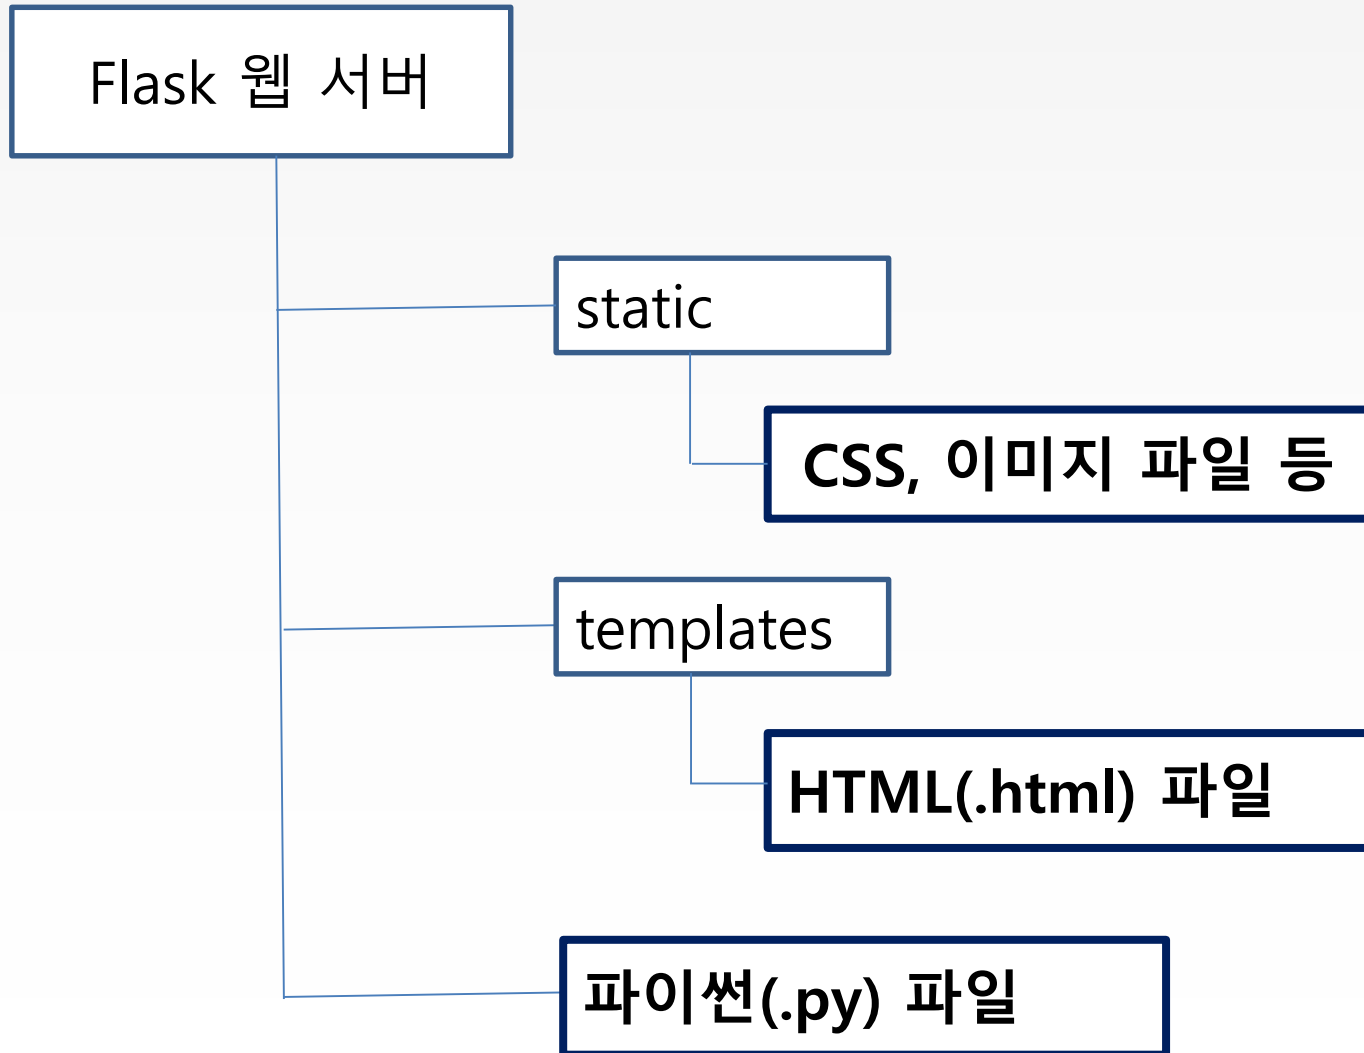 Flask 웹 서버
static
CSS, 이미지 파일 등
templates
HTML(.html) 파일
파이썬(.py) 파일